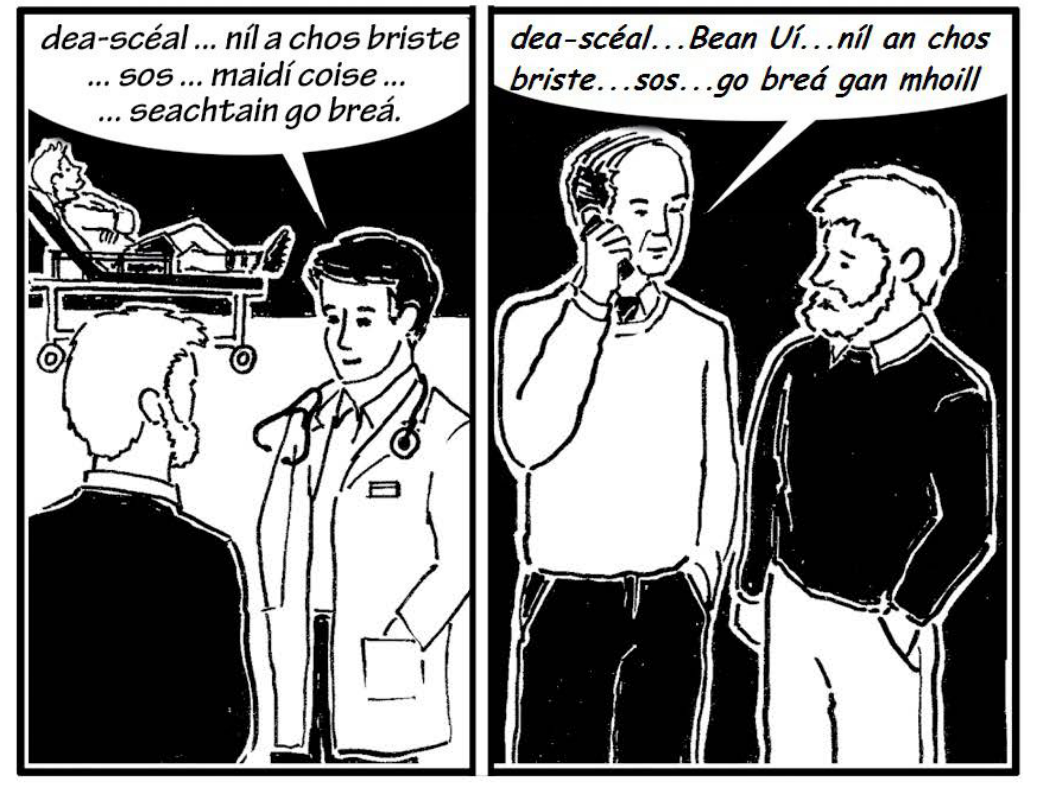 dea-scéal ... níl a chos briste
... sos ... maidí coise ...
... seachtain go breá.
dea-scéal...Bean Uí...níl an chos
briste...sos...go breá gan mhoill